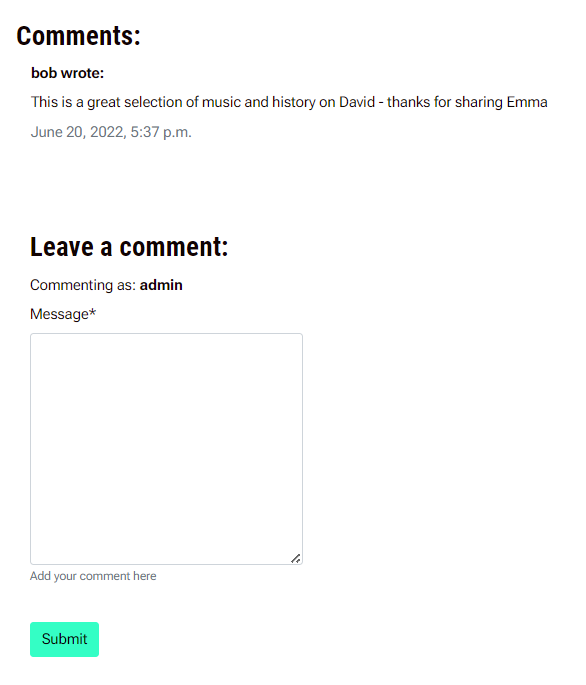 Comments:
bob wrote:
This is a great selection of music and history on David - thanks for sharing Emma
June 20, 2022, 5:37 p.m.
Leave a comment:
Commenting as: admin
Message*
Add your comment here
Submit